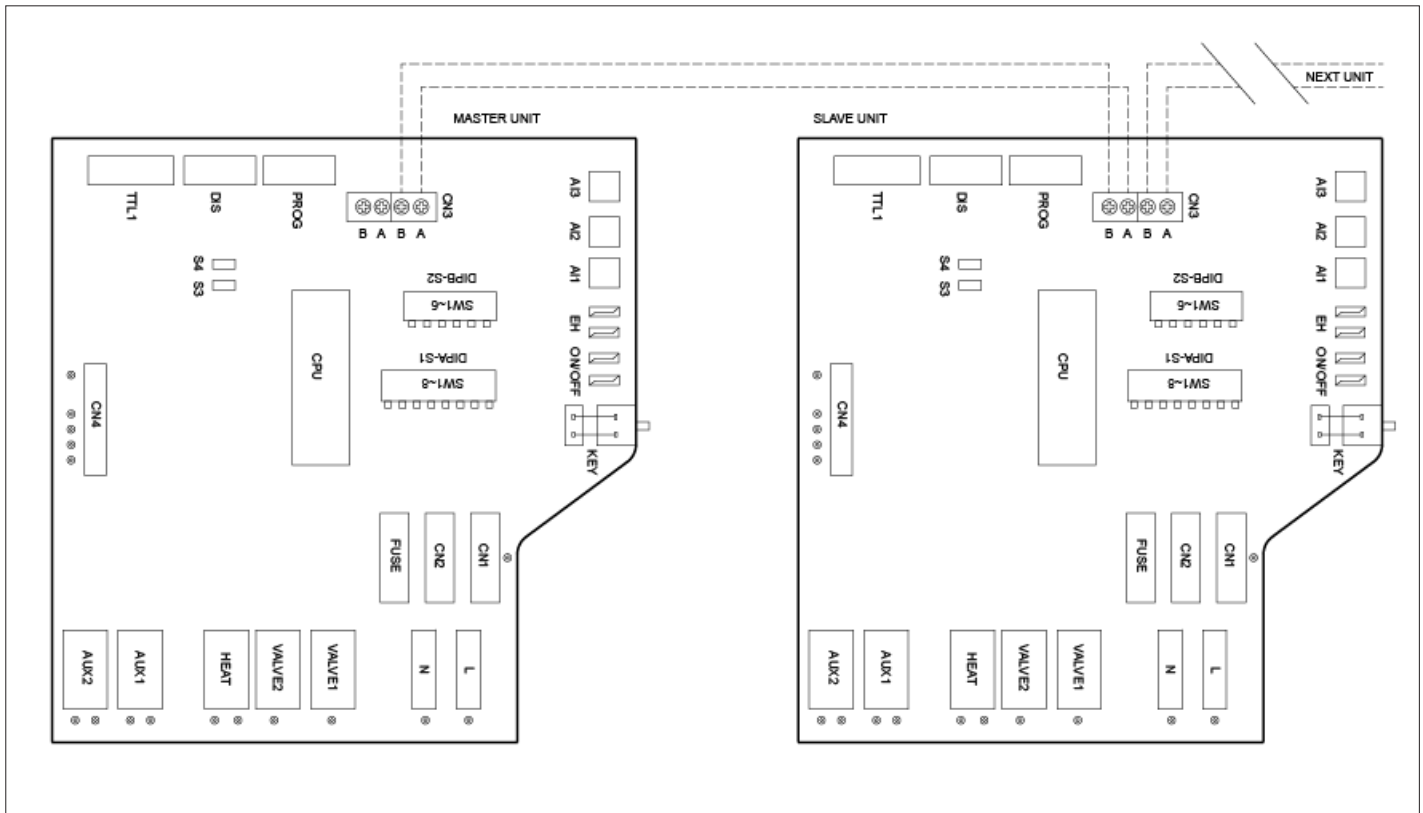 NEXT UNIT
MASTER UNIT
SLAVE UNIT
TTL1
DIS
PROG
CN3
B A B A
AI3
AI2
AI1
S4
S3
DIPB-S2
SW1~6
DIPA-S1
SW1~8
EH
ON/OFF
KEY
CPU
CN4
FUSE
CN2
CN1
AUX2
AUX1
HEAT
VALVE2
VALVE1
N
L
TTL1
DIS
PROG
CN3
B A B A
AI3
AI2
AI1
S4
S3
DIPB-S2
SW1~6
DIPA-S1
SW1~8
EH
ON/OFF
KEY
CPU
CN4
FUSE
CN2
CN1
AUX2
AUX1
HEAT
VALVE2
VALVE1
N
L